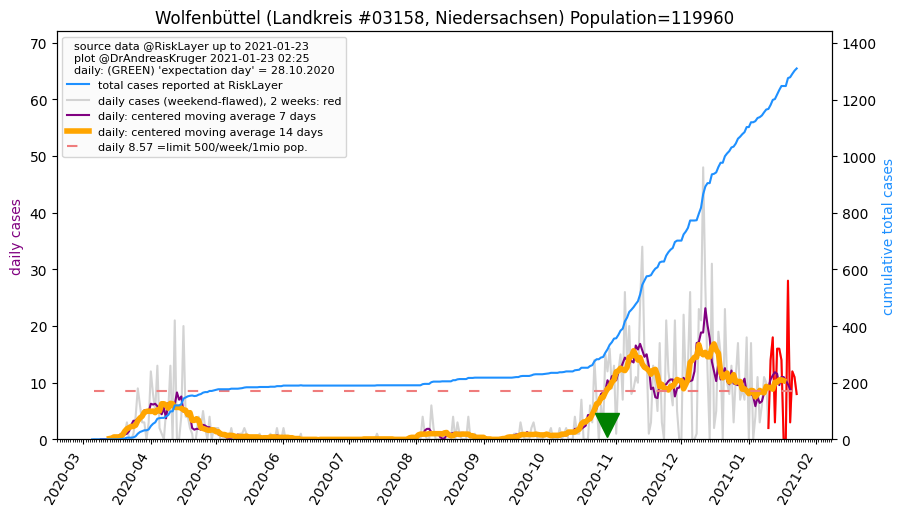 Wolfenbüttel (Landkreis #03158, Niedersachsen) Population=119960
source data @RiskLayer up to 2021-01-23
plot @DrAndreasKruger 2021-01-23 02:25
daily: (GREEN) 'expectation day' = 28.10.2020
total cases reported at RiskLayer
daily cases (weekend-flawed), 2 weeks: red
daily: centered moving average 7 days
daily: centered moving average 14 days
daily 8.57 =limit 500/week/1mio pop.
daily cases
70
60
50
40
30
20
10
0
cumulative total cases
1400
1200
1000
800
600
400
200
0
2020-03
2020-04
2020-05
2020-06
2020-07
2020-08
2020-09
2020-10
2020-11
2020-12
2021-01
2021-02